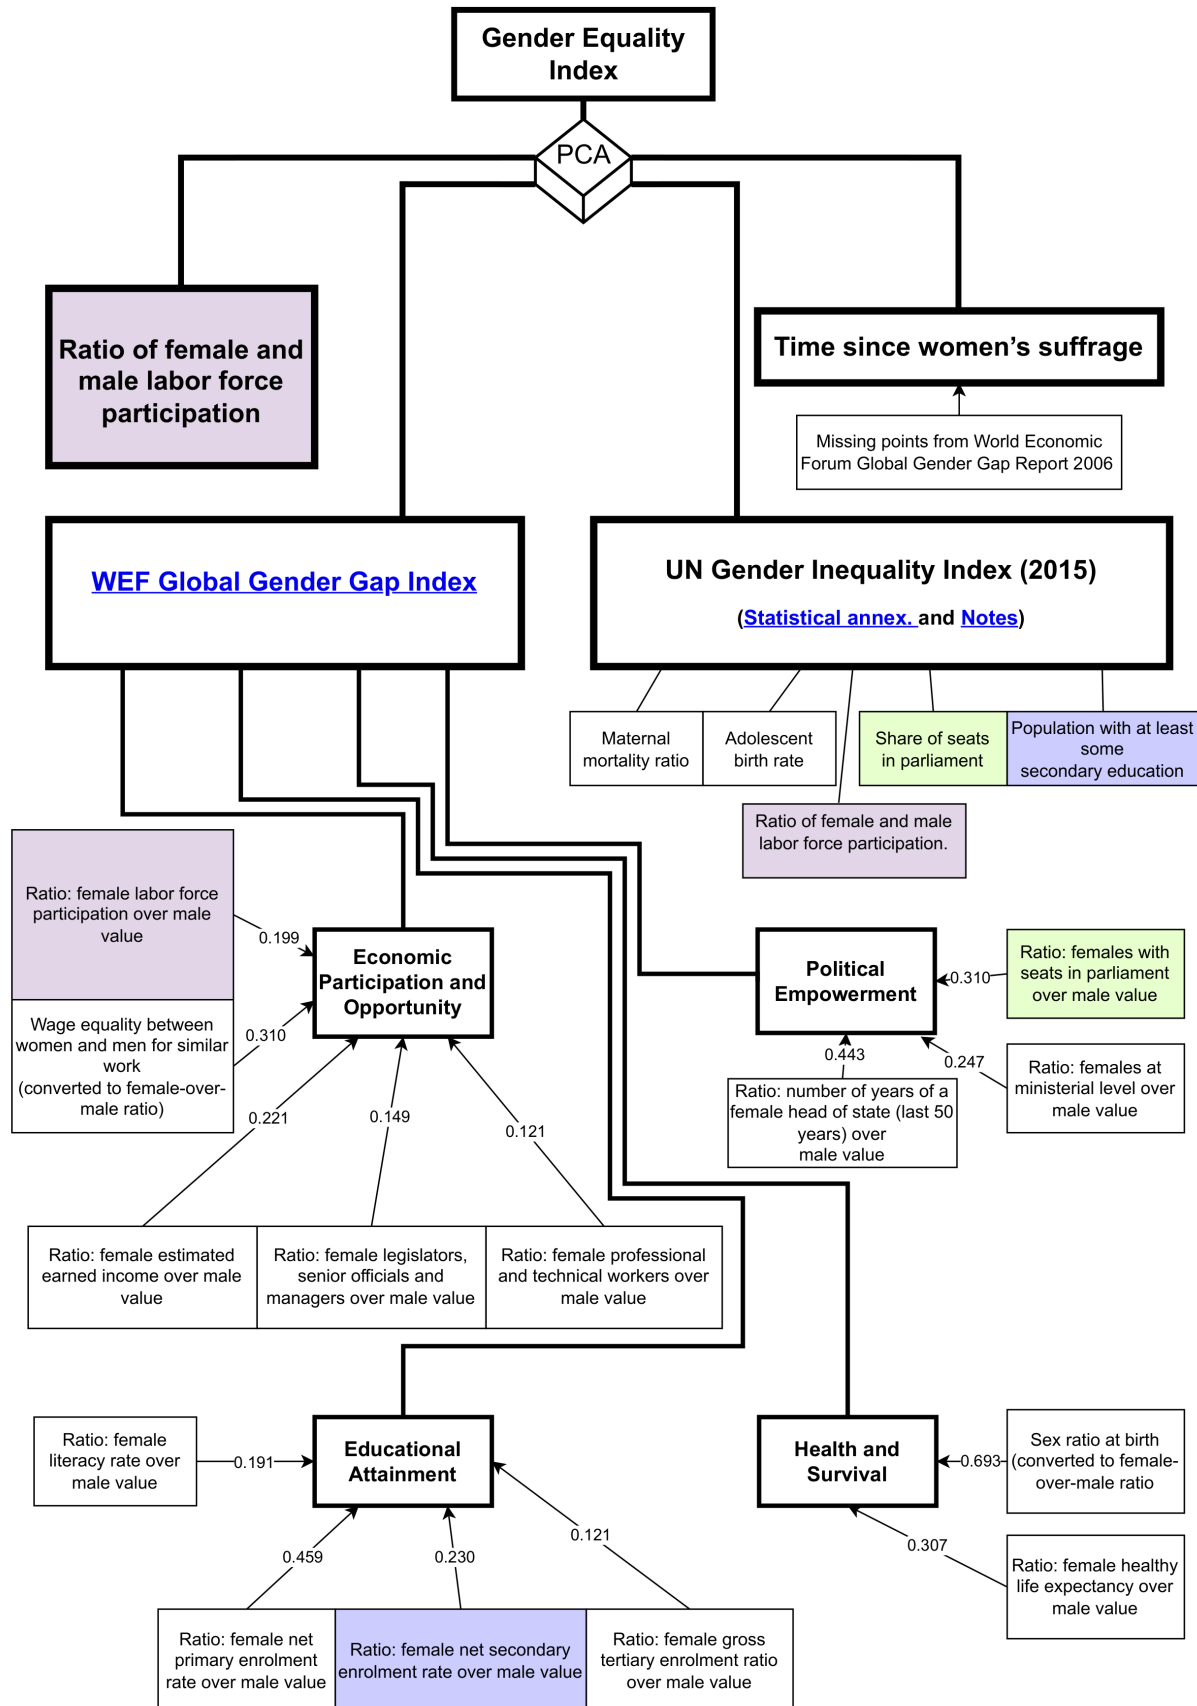 Gender Equality
Index
PCA
Ratio of female and
male labor force
participation
Time since women's suffrage
Missing points from World Economic
Forum Global Gender Gap Report 2006
WEF Global Gender Gap Index
UN Gender Inequality Index (2015)
(Statistical annex. and Notes)
Maternal
mortality ratio
Adolescent
birth rate
Share of seats
in parliament
Population with at least
some
secondary education
Ratio of female and male
labor force participation.
Ratio: female labor force
participation over male
value
0.199
Wage equality between
women and men for similar
work
(converted to female-over-
male ratio)
0.310
Economic
Participation and
Opportunity
0.221
0.149
0.121
Ratio: female estimated
earned income over male
value
Ratio: female legislators,
senior officials and
managers over male value
Ratio: female professional
and technical workers over
male value
Political
Empowerment
0.310
Ratio: females with
seats in parliament
over male value
0.443
0.247
Ratio: number of years of a
female head of state (last 50
years) over
male value
Ratio: females at
ministerial level over
male value
Ratio: female
literacy rate over
male value
0.191
Educational
Attainment
0.459
0.230
0.121
Ratio: female net
primary enrolment
rate over male value
Ratio: female net secondary
enrolment rate over male value
Ratio: female gross
tertiary enrolment ratio
over male value
Health and
Survival
0.693
Sex ratio at birth
(converted to female-
over-male ratio
0.307
Ratio: female healthy
life expectancy over
male value